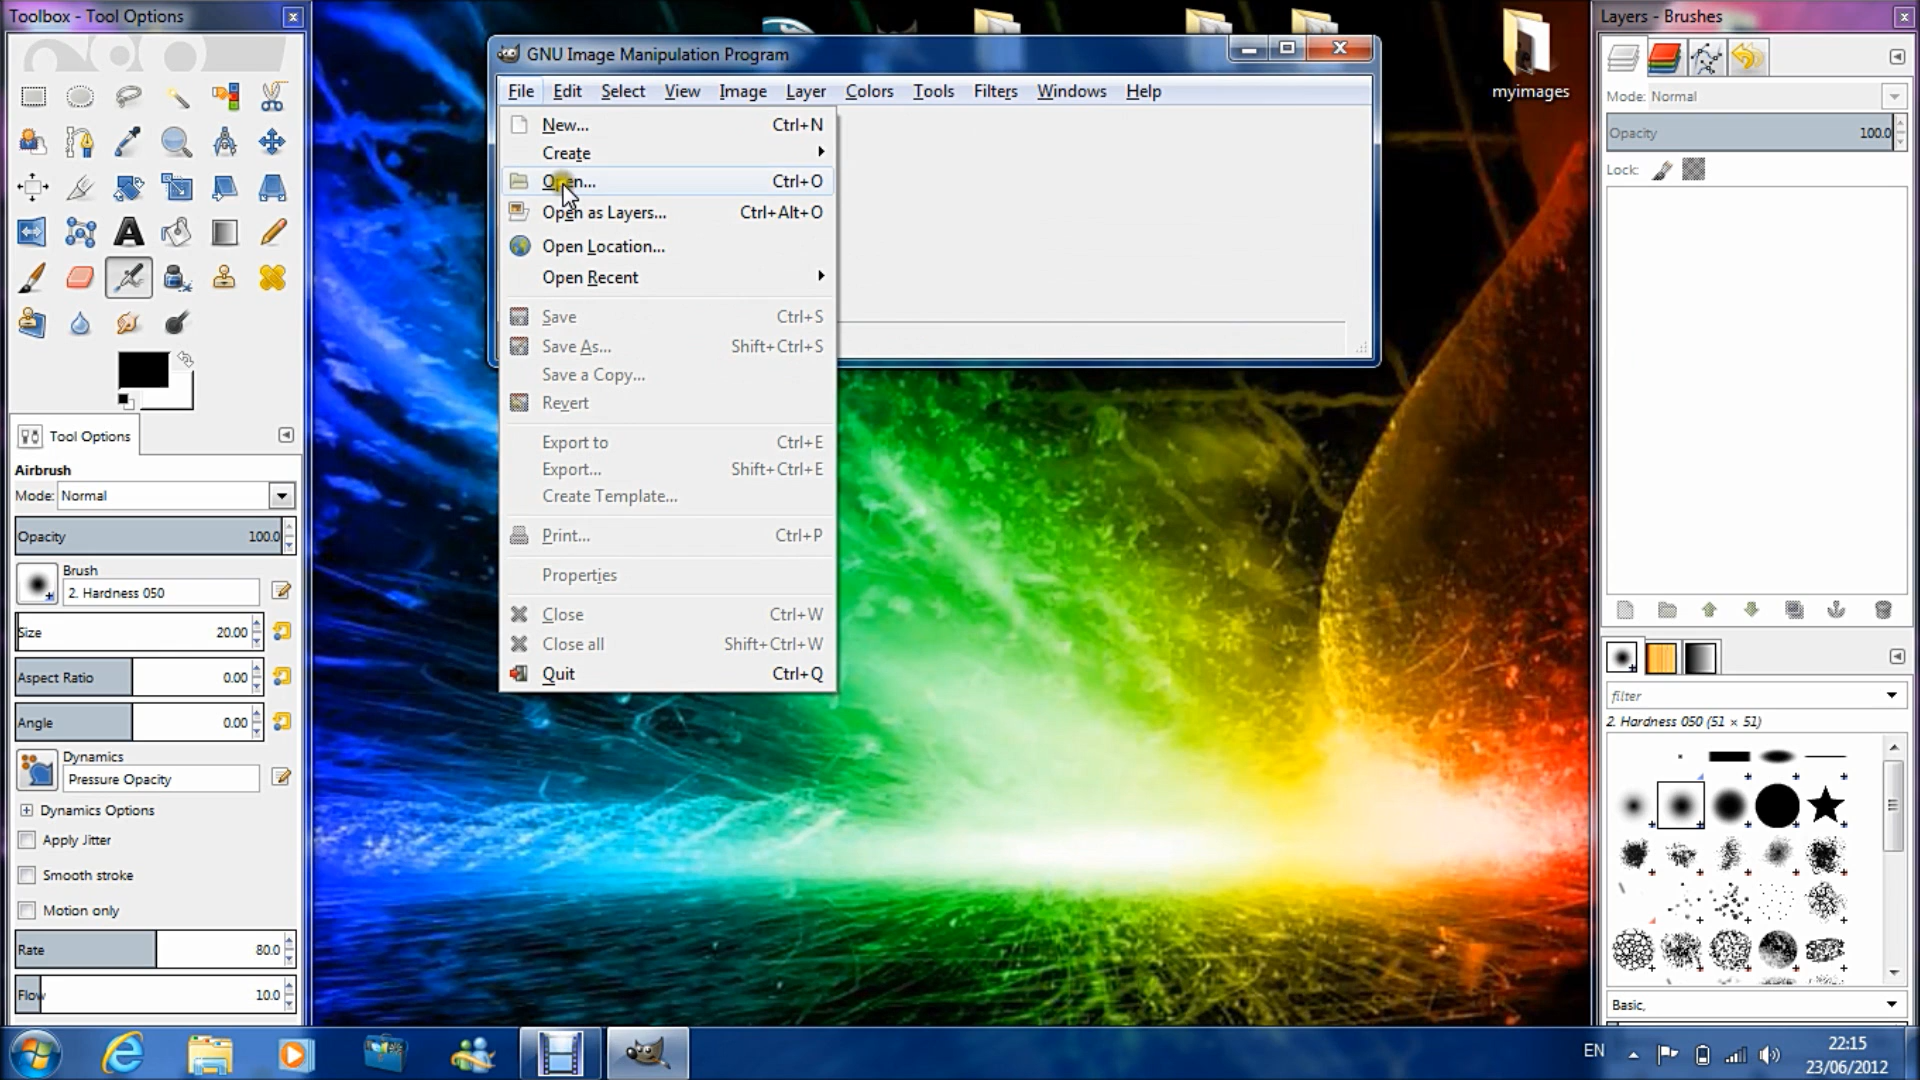 Toolbox - Tool Options
GNU Image Manipulation Program
Layers - Brushes
File Edit Select View Image Layer Colors Tools Filters Windows Help
myimages
New... Ctrl+N
Create
Open... Ctrl+O
Open as Layers... Ctrl+Alt+O
Open Location...
Open Recent
Save Ctrl+S
Save As... Shift+Ctrl+S
Save a Copy...
Revert
Export to Ctrl+E
Export... Shift+Ctrl+E
Create Template...
Print... Ctrl+P
Properties
Close Ctrl+W
Close all Shift+Ctrl+W
Quit Ctrl+Q
Tool Options
Airbrush
Mode: Normal
Opacity 100.0
Brush
2. Hardness 050
Size 20.00
Aspect Ratio 0.00
Angle 0.00
Dynamics
Pressure Opacity
Dynamics Options
Apply Jitter
Smooth stroke
Motion only
Rate 80.0
Flow 10.0
Mode: Normal
Opacity 100.0
Lock:
filter
2. Hardness 050 (51 × 51)
Basic,
EN
22:15
23/06/2012